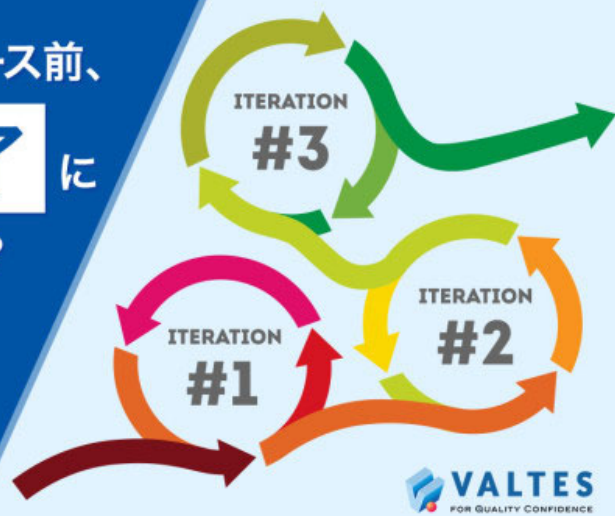 ース前、
に
ITERATION
#3
ITERATION
#2
ITERATION
#1
VALTES
FOR QUALITY CONFIDENCE